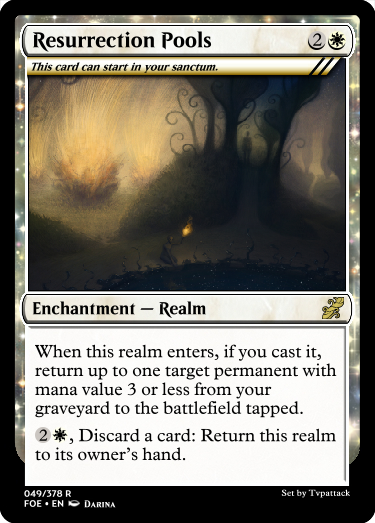 Resurrection Pools 2
This card can start in your sanctum.
Enchantment — Realm
When this realm enters, if you cast it,
return up to one target permanent with
mana value 3 or less from your
graveyard to the battlefield tapped.
2, Discard a card: Return this realm
to its owner's hand.
049/378 R
FOE • EN Darina
Set by Tvpattack